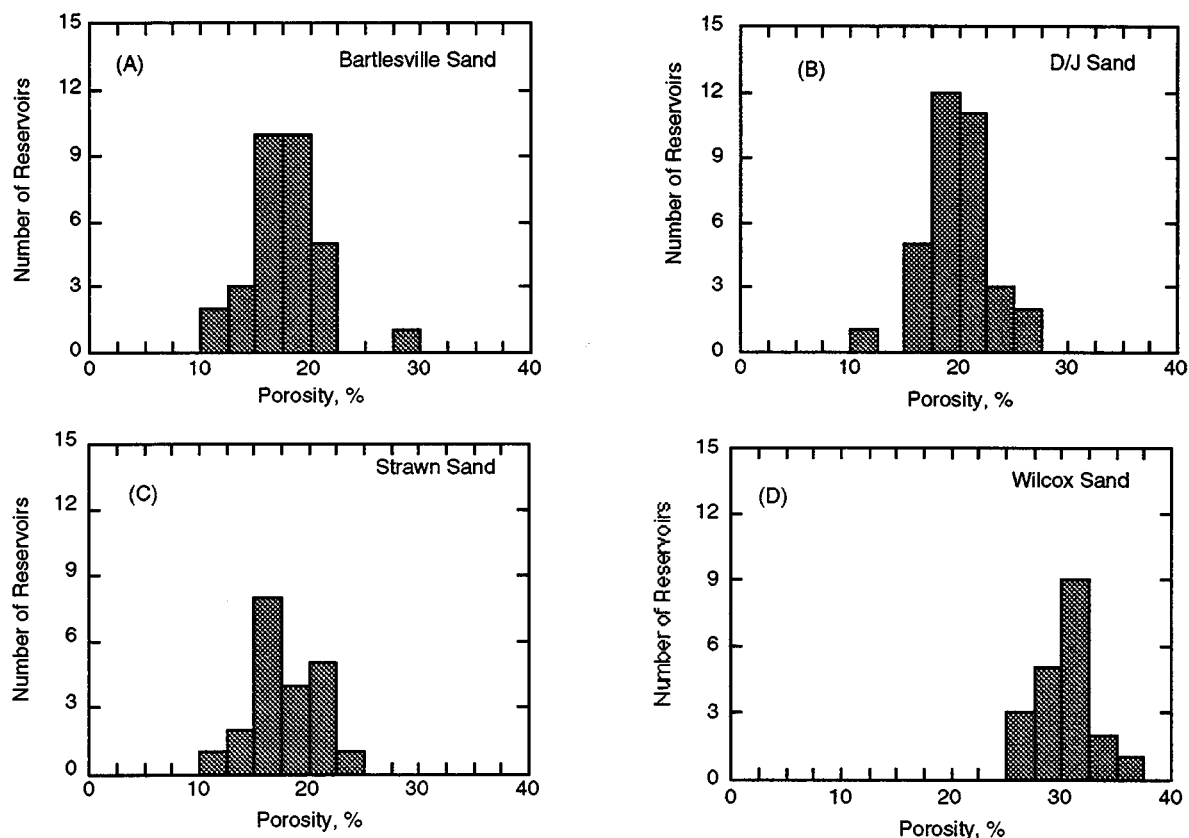 (A)
Bartlesville Sand
Number of Reservoirs
15
12
9
6
3
0
0 10 20 30 40
Porosity, %
(B)
D/J Sand
Number of Reservoirs
15
12
9
6
3
0
0 10 20 30 40
Porosity, %
(C)
Strawn Sand
Number of Reservoirs
15
12
9
6
3
0
0 10 20 30 40
Porosity, %
(D)
Wilcox Sand
Number of Reservoirs
15
12
9
6
3
0
0 10 20 30 40
Porosity, %